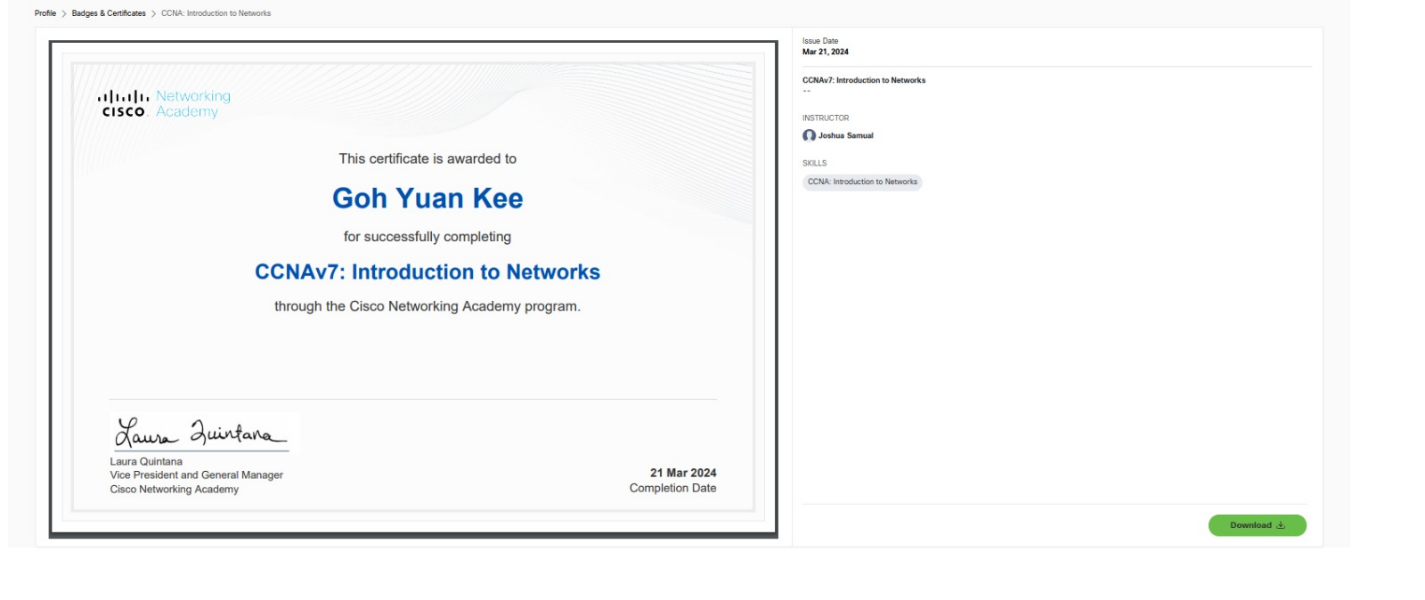 Profile > Badges & Certificates > CCNA: Introduction to Networks
Networking
CISCO Academy
This certificate is awarded to
Goh Yuan Kee
for successfully completing
CCNAv7: Introduction to Networks
through the Cisco Networking Academy program.
Laura Quintana
Laura Quintana
Vice President and General Manager
Cisco Networking Academy
21 Mar 2024
Completion Date
Issue Date
Mar 21, 2024
CCNAv7: Introduction to Networks
--
INSTRUCTOR
Joshua Samual
SKILLS
CCNA: Introduction to Networks
Download